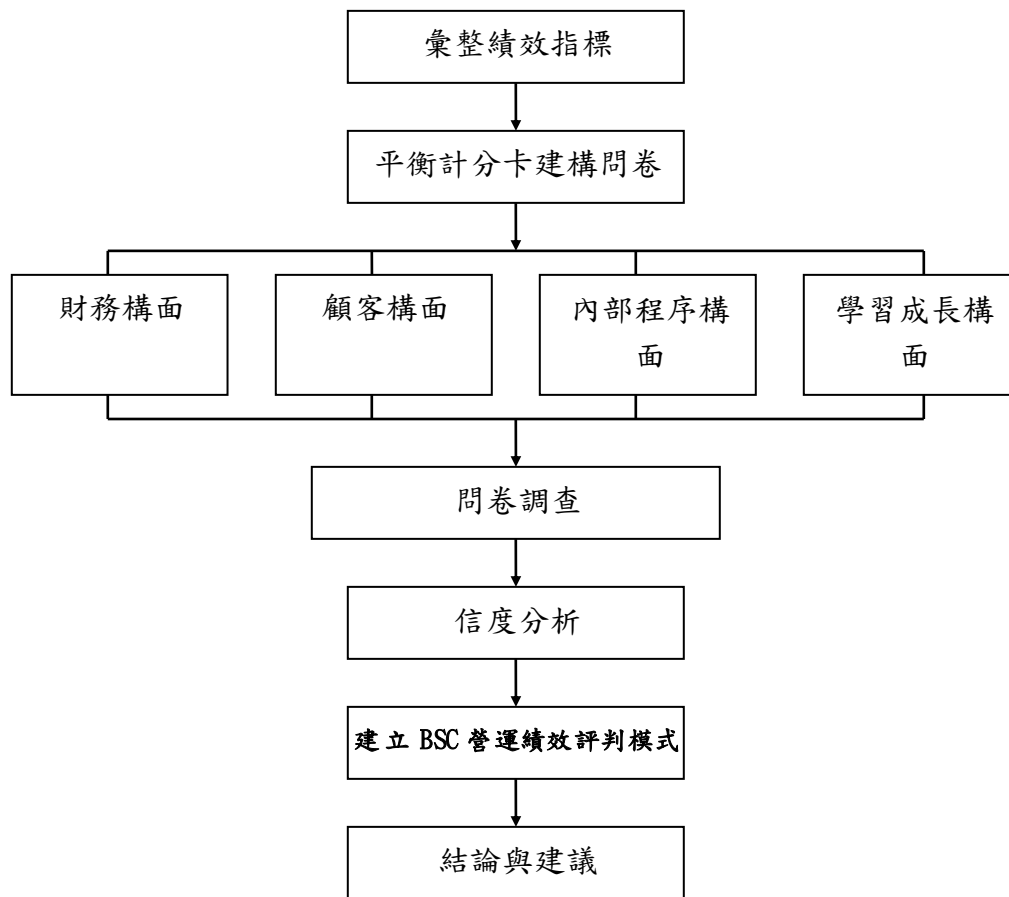 彙整績效指標
平衡計分卡建構問卷
財務構面
顧客構面
內部程序構
面
學習成長構
面
問卷調查
信度分析
建立 BSC 營運績效評判模式
結論與建議